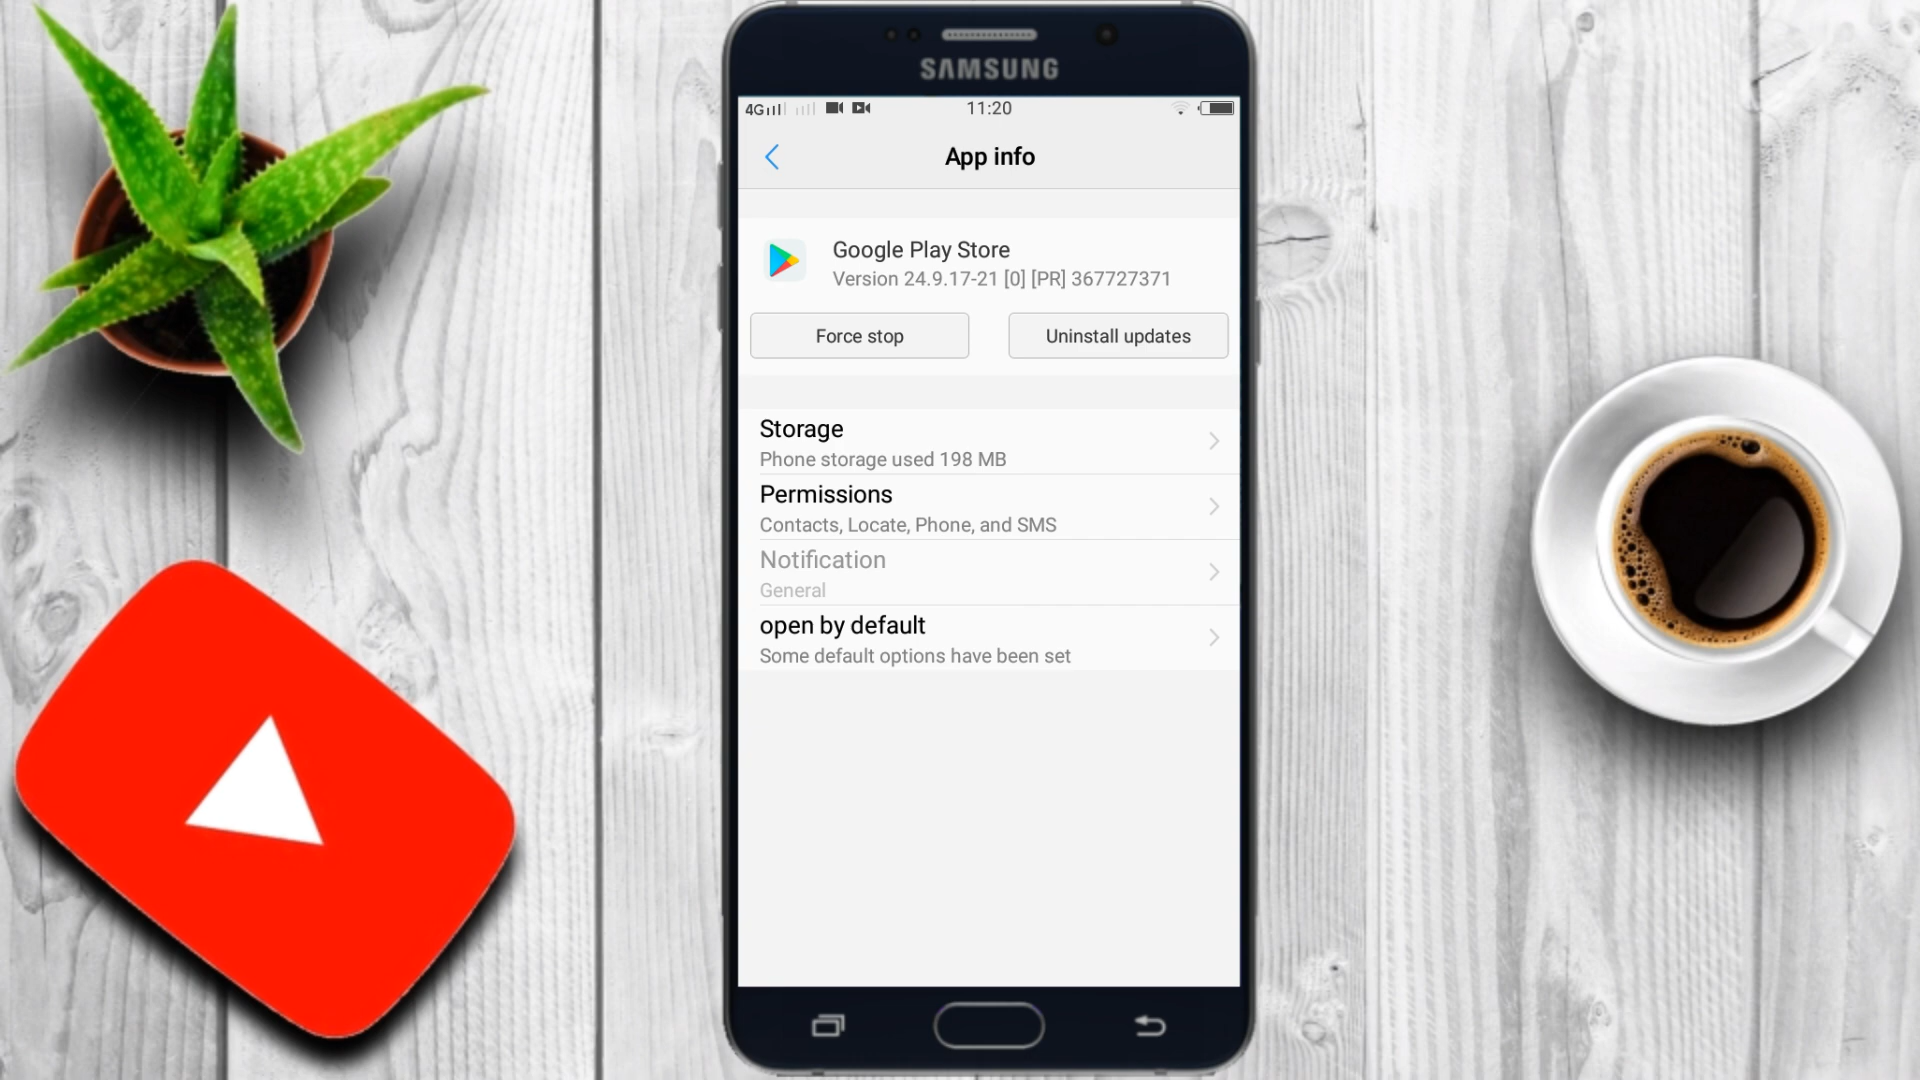 SAMSUNG
4G 11:20
App info
Google Play Store
Version 24.9.17-21 [0] [PR] 367727371
Force stop Uninstall updates
Storage
Phone storage used 198 MB
Permissions
Contacts, Locate, Phone, and SMS
Notification
General
open by default
Some default options have been set